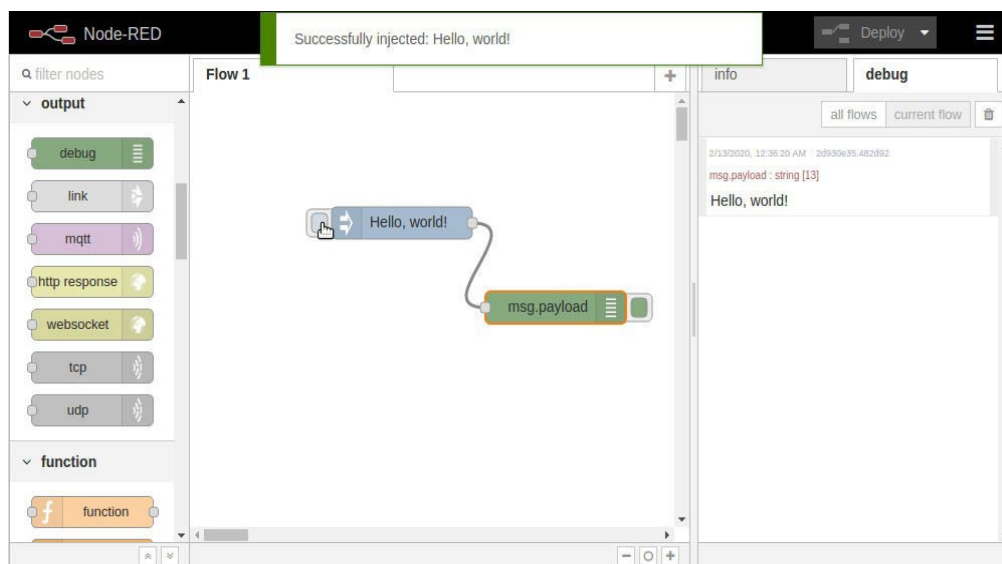 Node-RED
Successfully injected: Hello, world!
Deploy
filter nodes
Flow 1
info
debug
output
all flows
current flow
debug
link
mqtt
http response
websocket
tcp
udp
function
function
Hello, world!
msg.payload
2/13/2020, 12:36:20 AM 2d930e35.482d92
msg.payload : string [13]
Hello, world!